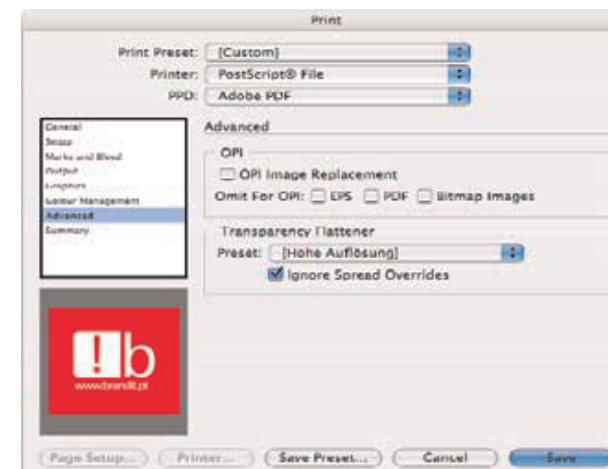 Print
Print Preset: [Custom]
Printer: PostScript® File
PPD: Adobe PDF
General
Setup
Marks and Bleed
Output
Graphics
Colour Management
Advanced
Summary
Advanced
OPI
OPI Image Replacement
Omit For OPI: EPS PDF Bitmap Images
Transparency Flattener
Preset: [Hohe Auflösung]
Ignore Spread Overrides
!b
www.brandit.pt
Page Setup... Printer... Save Preset... Cancel Save